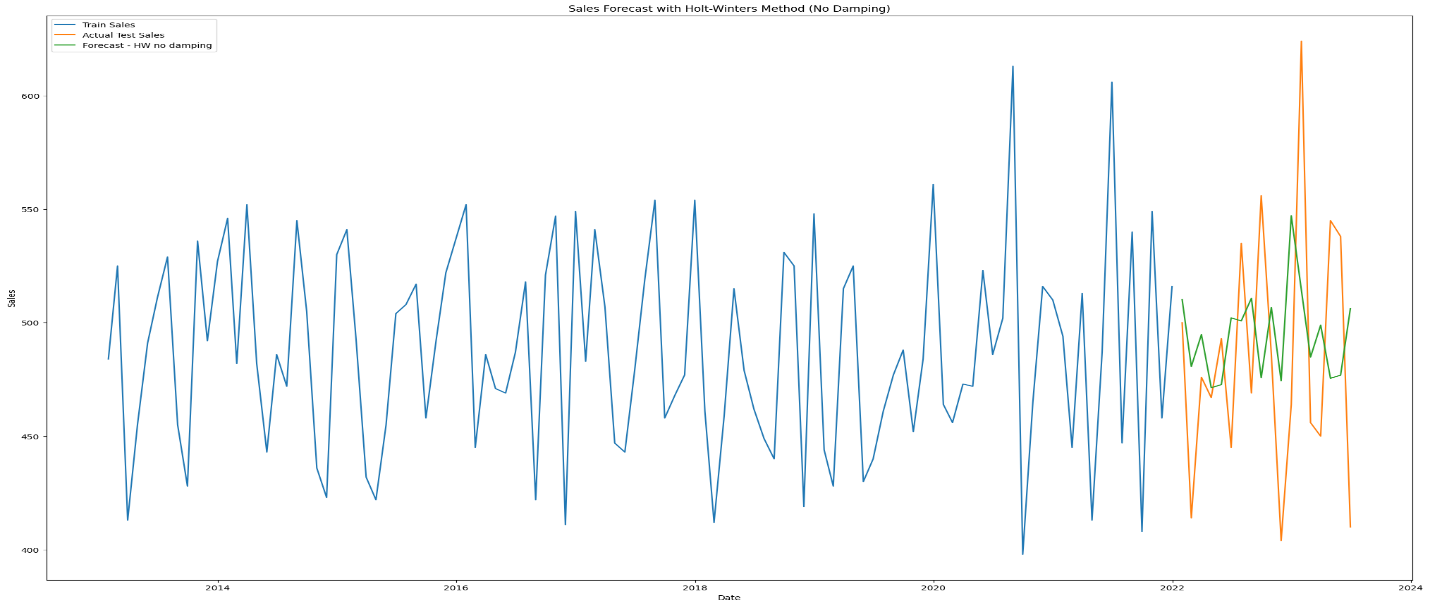 Sales Forecast with Holt-Winters Method (No Damping)
Train Sales
Actual Test Sales
Forecast - HW no damping
600
550
500
450
400
Sales
2014
2016
2018
2020
2022
2024
Date